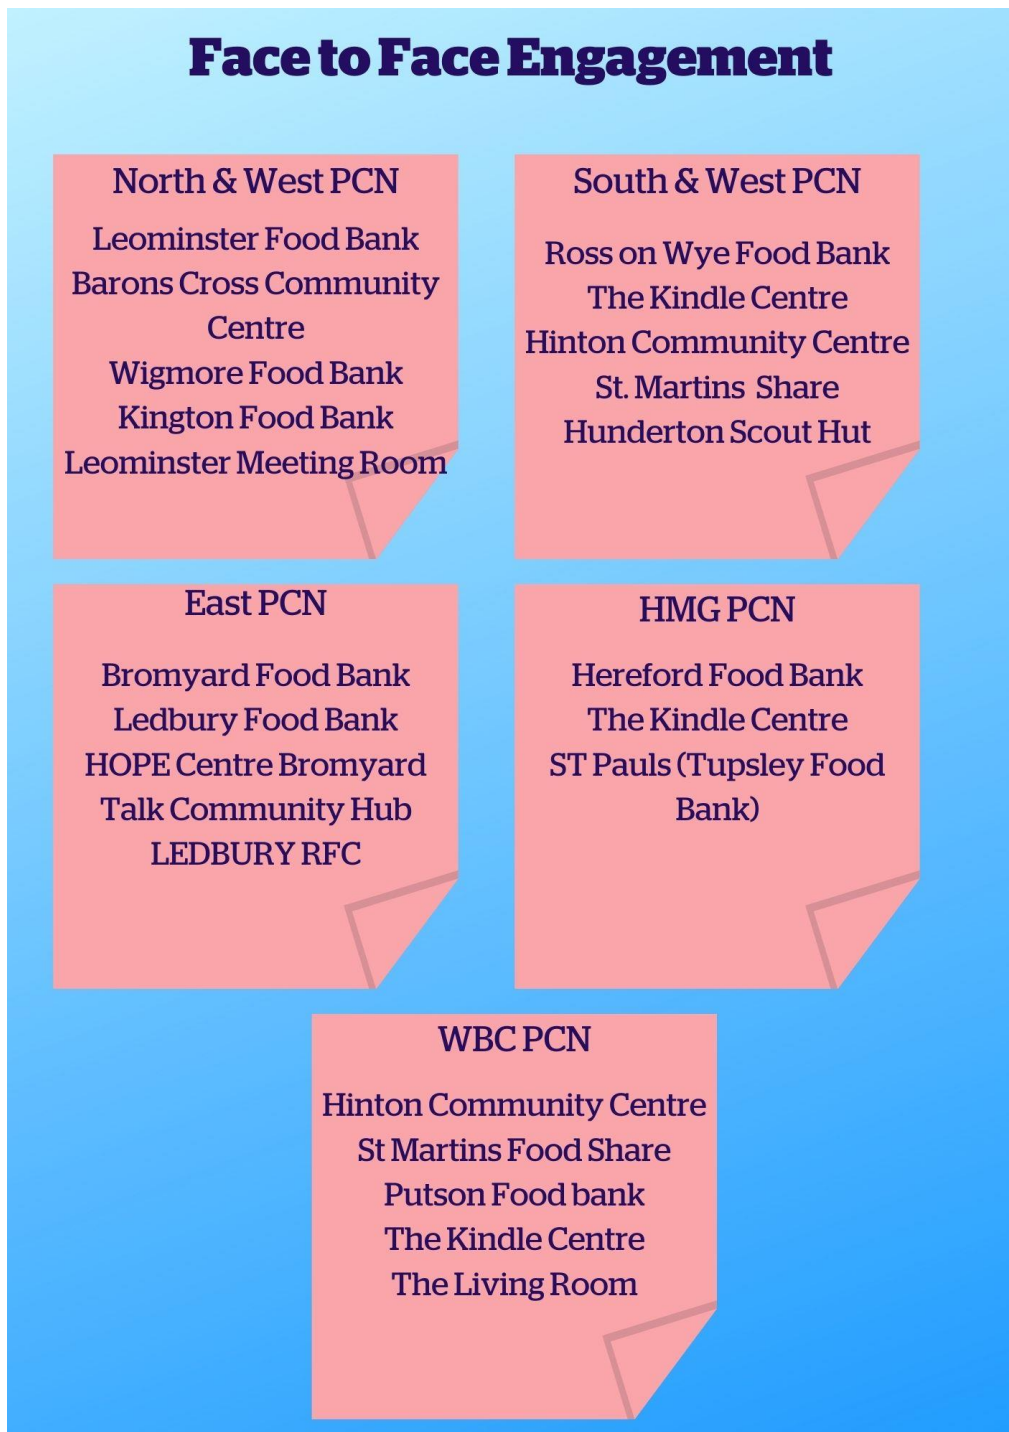 Face to Face Engagement
North & West PCN
Leominster Food Bank
Barons Cross Community
Centre
Wigmore Food Bank
Kington Food Bank
Leominster Meeting Room
South & West PCN
Ross on Wye Food Bank
The Kindle Centre
Hinton Community Centre
St. Martins  Share
Hunderton Scout Hut
East PCN
Bromyard Food Bank
Ledbury Food Bank
HOPE Centre Bromyard
Talk Community Hub
LEDBURY RFC
HMG PCN
Hereford Food Bank
The Kindle Centre
ST Pauls (Tupsley Food
Bank)
WBC PCN
Hinton Community Centre
St Martins Food Share
Putson Food bank
The Kindle Centre
The Living Room